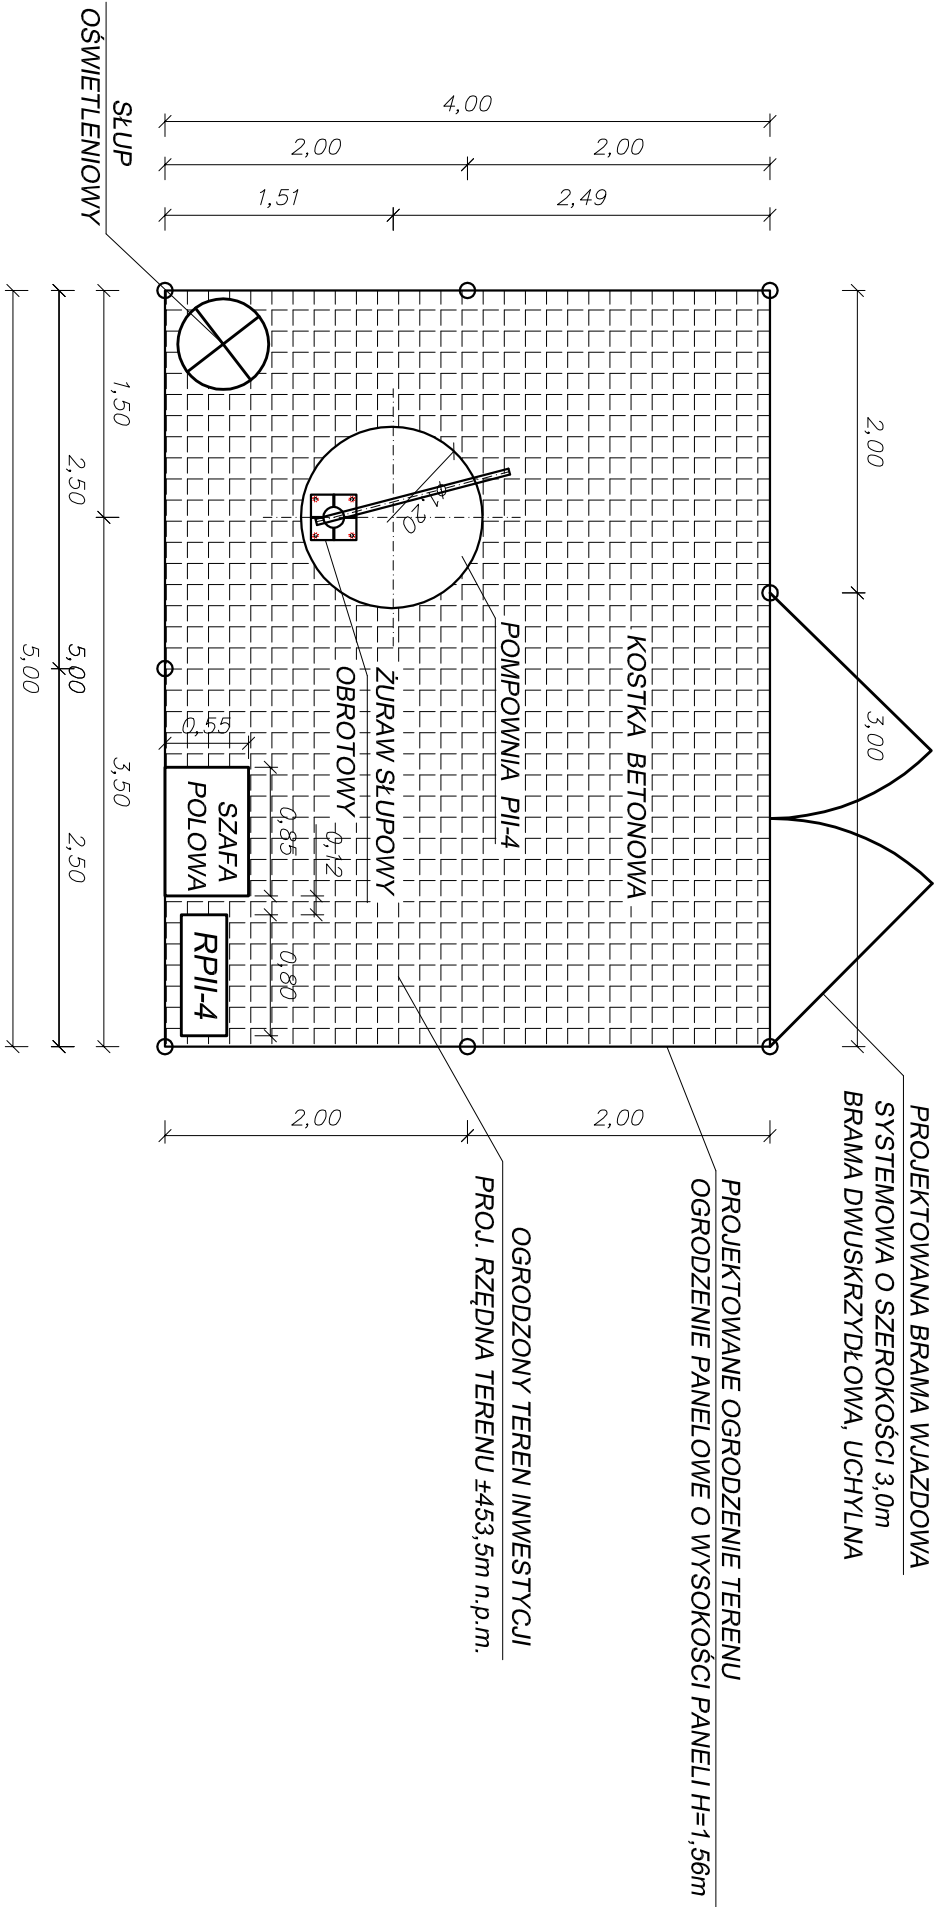 PROJEKTOWANA BRAMA WJAZDOWA
SYSTEMOWA O SZEROKOŚCI 3,0m
BRAMA DWUSKRZYDŁOWA, UCHYLNA
2,00
3,00
PROJEKTOWANE OGRODZENIE TERENU
OGRODZENIE PANELOWE O WYSOKOŚCI PANELI H=1,56m
KOSTKA BETONOWA
POMPOWNIA PII-4
OGRODZONY TEREN INWESTYCJI
PROJ. RZĘDNA TERENU ±453,5m n.p.m.
ŻURAW SŁUPOWY
OBROTOWY
ϕ1,20
4,00
2,00
2,00
1,51
2,49
2,00
2,00
0,55
0,85
0,12
0,80
SZAFA
POLOWA
RPII-4
SŁUP
OŚWIETLENIOWY
1,50
3,50
2,50
5,00
2,50
5,00